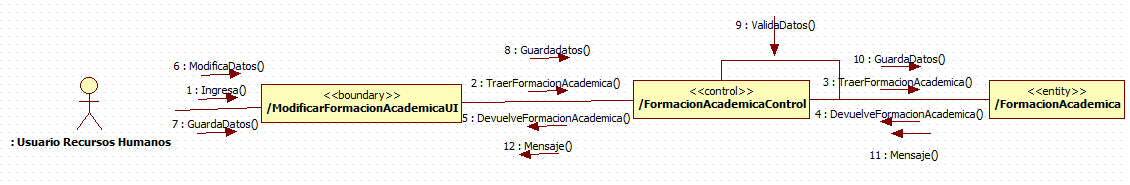 9 : ValidaDatos()
8 : Guardadatos()
10 : GuardaDatos()
6 : ModificaDatos()
2 : TraerFormacionAcademica()
3 : TraerFormacionAcademica()
1 : Ingresa()
<<boundary>>
/ModificarFormacionAcademicaUI
<<control>>
/FormacionAcademicaControl
<<entity>>
/FormacionAcademica
7 : GuardaDatos()
5 : DevuelveFormacionAcademica()
4 : DevuelveFormacionAcademica()
: Usuario Recursos Humanos
12 : Mensaje()
11 : Mensaje()